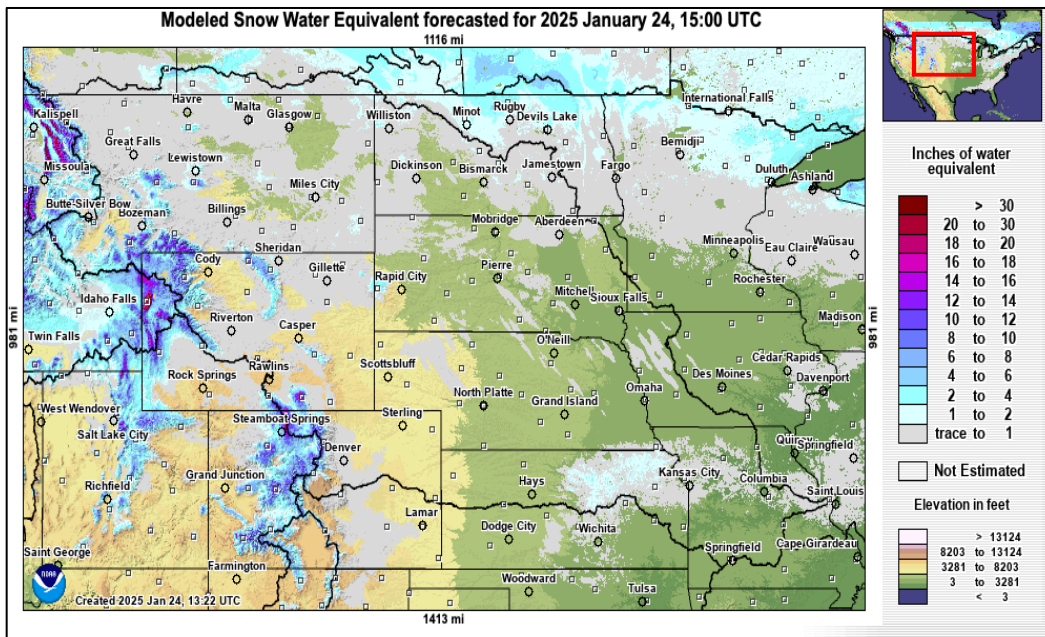 Modeled Snow Water Equivalent forecasted for 2025 January 24, 15:00 UTC
1116 mi
981 mi
981 mi
1413 mi
Kalispell
Havre
Malta
Glasgow
Williston
Minot
Rugby
Devils Lake
International Falls
Great Falls
Lewistown
Missoula
Dickinson
Bismarck
Jamestown
Fargo
Bemidji
Duluth
Ashland
Miles City
Butte-Silver Bow
Bozeman
Billings
Mobridge
Aberdeen
Sheridan
Minneapolis
Eau Claire
Wausau
Cody
Gillette
Rapid City
Pierre
Rochester
Idaho Falls
Mitchell
Sioux Falls
Riverton
Madison
Twin Falls
Casper
O'Neill
Scottsbluff
Cedar Rapids
Rawlins
Rock Springs
Des Moines
Davenport
North Platte
Omaha
West Wendover
Grand Island
Steamboat Springs
Sterling
Salt Lake City
Denver
Quincy
Springfield
Grand Junction
Kansas City
Richfield
Hays
Columbia
Saint Louis
Lamar
Dodge City
Wichita
Saint George
Springfield
Cape Girardeau
Farmington
Woodward
Tulsa
NOAA
Created 2025 Jan 24, 13:22 UTC
Inches of water
equivalent
> 30
20 to 30
18 to 20
16 to 18
14 to 16
12 to 14
10 to 12
8 to 10
6 to 8
4 to 6
2 to 4
1 to 2
trace to 1
Not Estimated
Elevation in feet
> 13124
8203 to 13124
3281 to 8203
3 to 3281
< 3